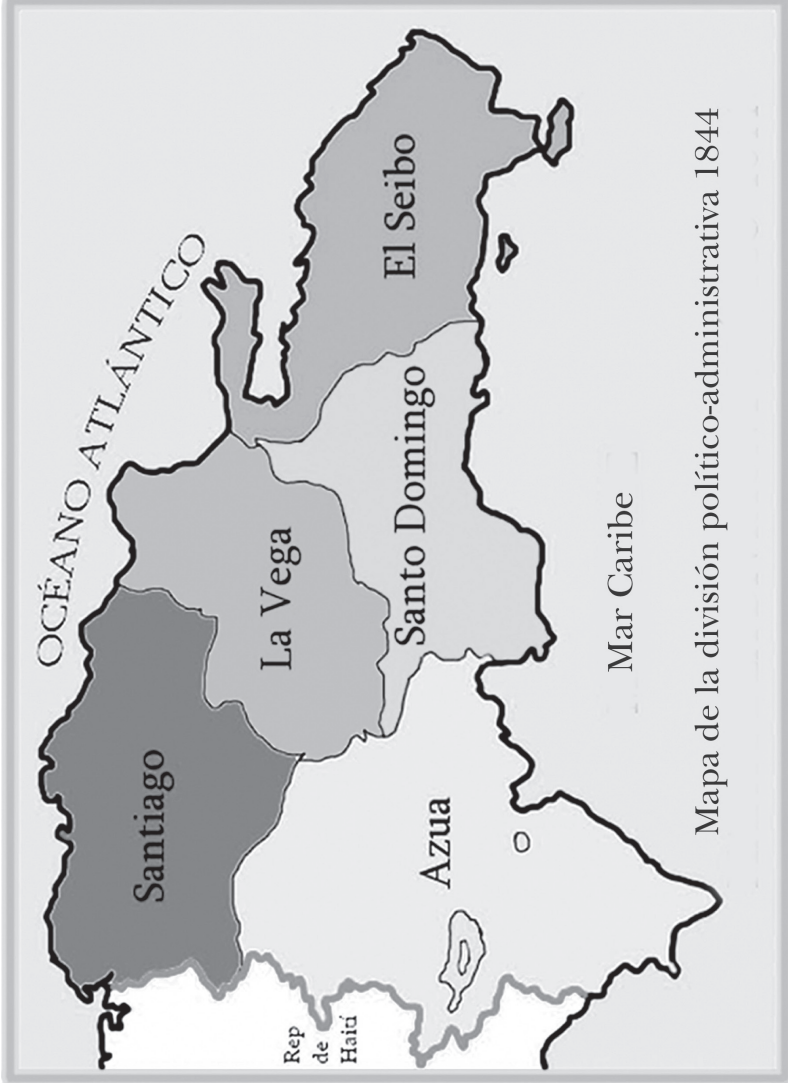 OCÉANO ATLÁNTICO
Santiago
La Vega
El Seibo
Santo Domingo
Azua
Rep
de
Haití
Mar Caribe
Mapa de la división político-administrativa 1844